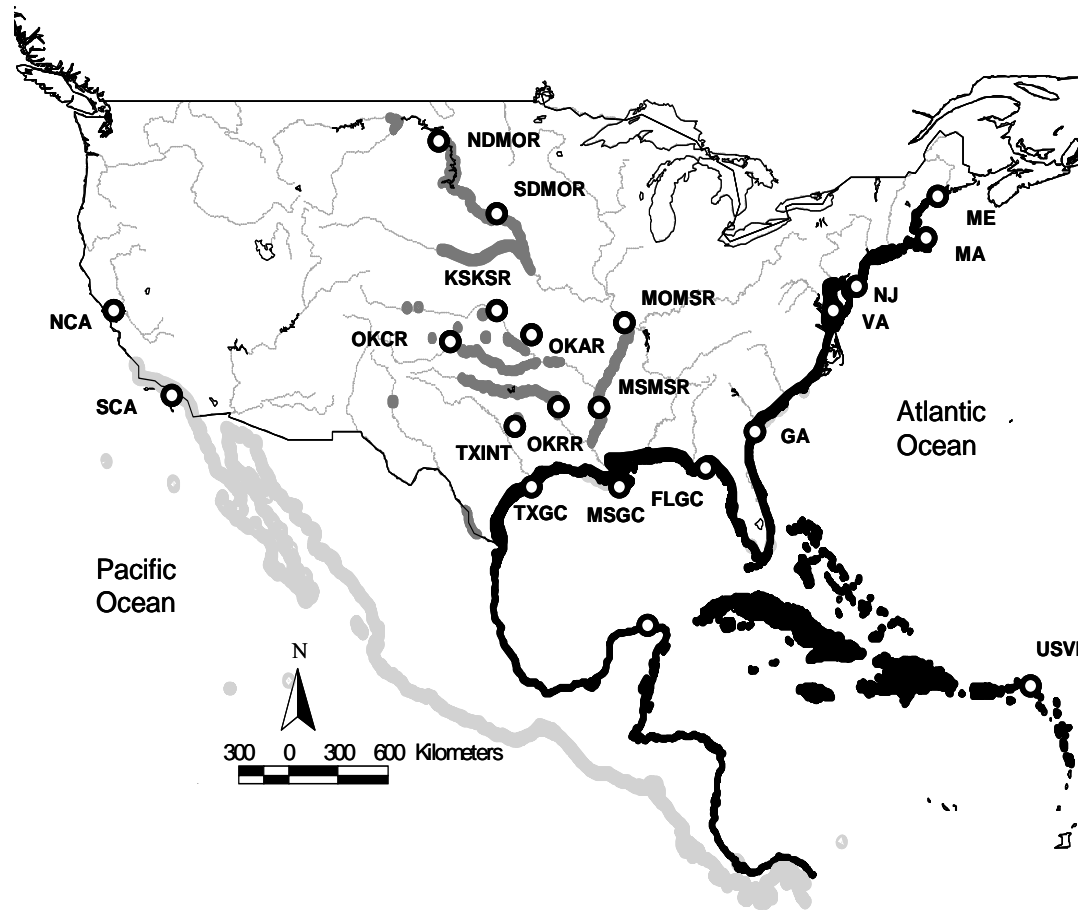 NDMOR
SDMOR
ME
MA
KSKSR
NJ
MOMSR
VA
NCA
OKCR
OKAR
MSMSR
SCA
Atlantic
Ocean
GA
TXINT
OKRR
TXGC
MSGC
FLGC
Pacific
Ocean
N
USVI
300 0 300 600 Kilometers